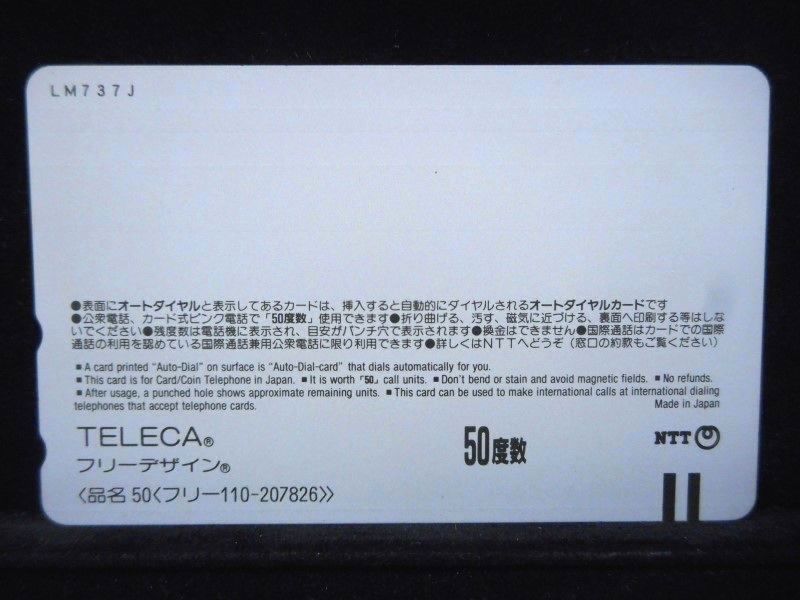 LM737J
●表面にオートダイヤルと表示してあるカードは、挿入すると自動的にダイヤルされるオートダイヤルカードです
●公衆電話、カード式ピンク電話で「50度数」使用できます●折り曲げる、汚す、磁気に近づける、裏面へ印刷する等はしな
いでください●残度数は電話機に表示され、目安がパンチ穴で表示されます●換金はできません●国際通話はカードでの国際
通話の利用を認めている国際通話兼用公衆電話に限り利用できます●詳しくはNTTへどうぞ(窓口の約款もご覧ください)
■ A card printed "Auto-Dial" on surface is "Auto-Dial-card" that dials automatically for you.
■ This card is for Card/Coin Telephone in Japan. ■ It is worth「50」call units. ■ Don't bend or stain and avoid magnetic fields. ■ No refunds.
■ After usage, a punched hole shows approximate remaining units. ■ This card can be used to make international calls at international dialing
telephones that accept telephone cards.
Made in Japan
TELECA®
フリーデザイン®
50度数
NTT
〈品名 50〈フリー110-207826〉〉